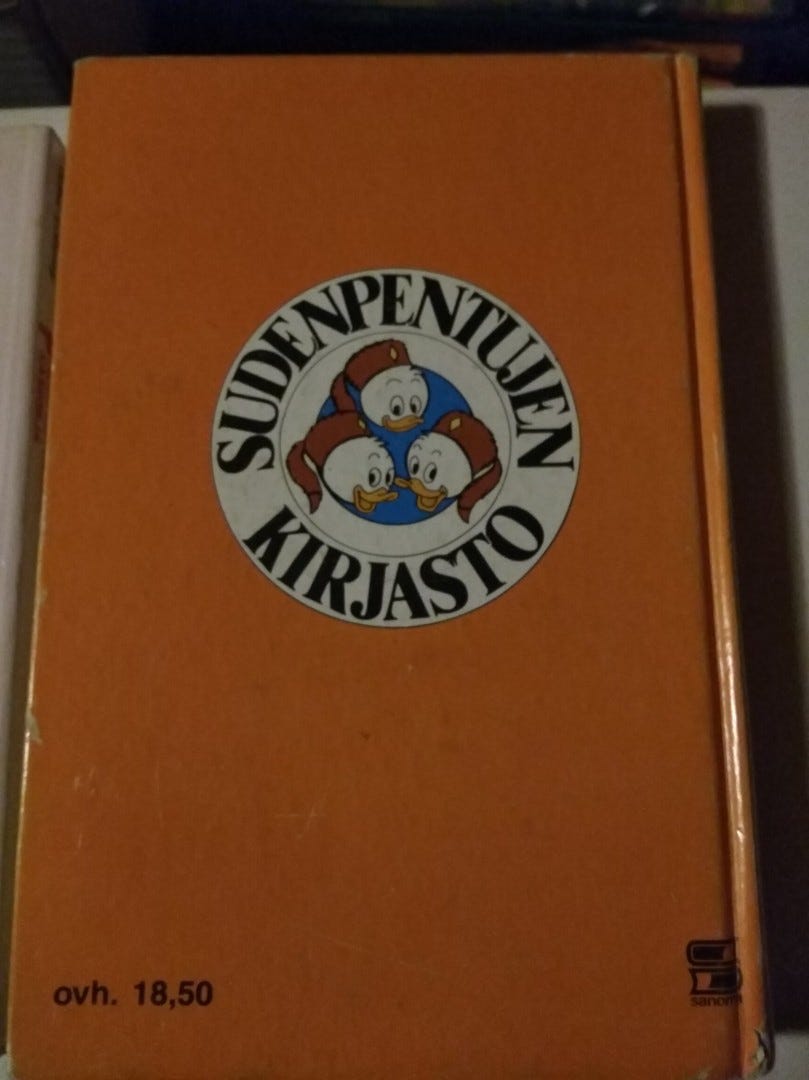 SUDENPENTUJEN
KIRJASTO
ovh. 18,50
sanoma